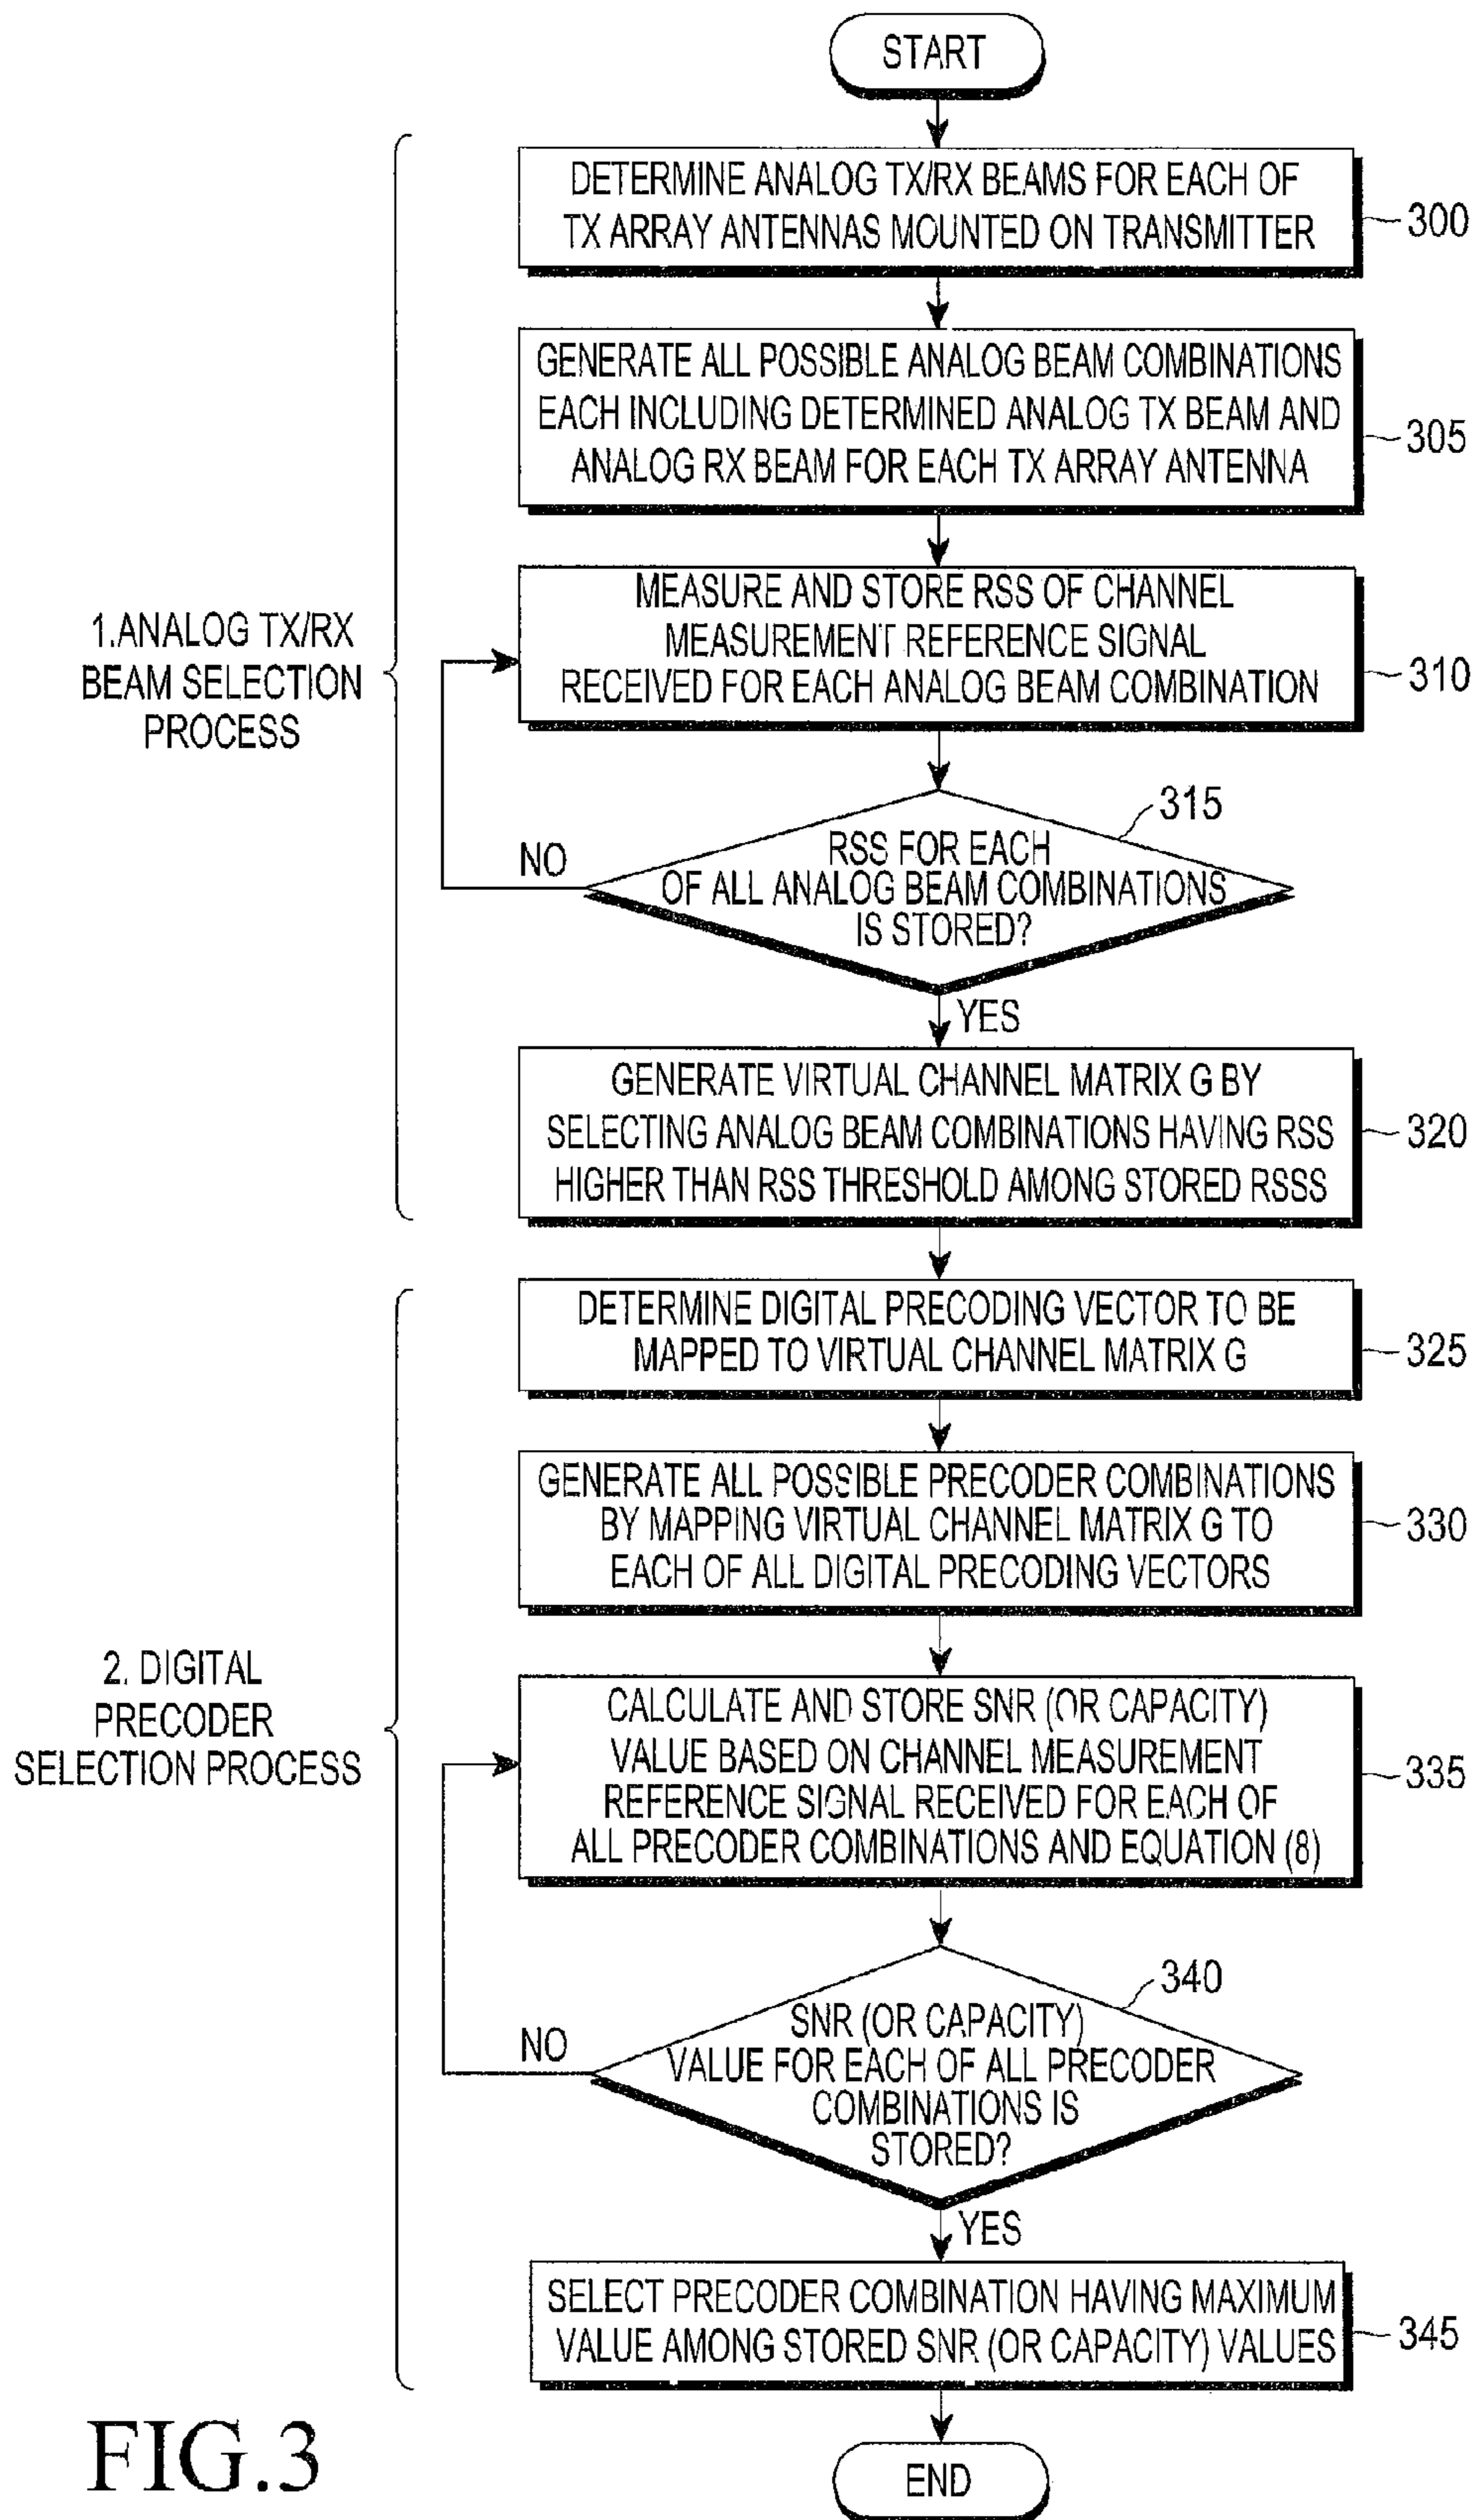 START
DETERMINE ANALOG TX/RX BEAMS FOR EACH OF
TX ARRAY ANTENNAS MOUNTED ON TRANSMITTER
300
GENERATE ALL POSSIBLE ANALOG BEAM COMBINATIONS
EACH INCLUDING DETERMINED ANALOG TX BEAM AND
ANALOG RX BEAM FOR EACH TX ARRAY ANTENNA
305
1.ANALOG TX/RX
BEAM SELECTION
PROCESS
MEASURE AND STORE RSS OF CHANNEL
MEASUREMENT REFERENCE SIGNAL
RECEIVED FOR EACH ANALOG BEAM COMBINATION
310
315
NO
RSS FOR EACH
OF ALL ANALOG BEAM COMBINATIONS
IS STORED?
YES
GENERATE VIRTUAL CHANNEL MATRIX G BY
SELECTING ANALOG BEAM COMBINATIONS HAVING RSS
HIGHER THAN RSS THRESHOLD AMONG STORED RSSS
320
DETERMINE DIGITAL PRECODING VECTOR TO BE
MAPPED TO VIRTUAL CHANNEL MATRIX G
325
GENERATE ALL POSSIBLE PRECODER COMBINATIONS
BY MAPPING VIRTUAL CHANNEL MATRIX G TO
EACH OF ALL DIGITAL PRECODING VECTORS
330
2. DIGITAL
PRECODER
SELECTION PROCESS
CALCULATE AND STORE SNR (OR CAPACITY)
VALUE BASED ON CHANNEL MEASUREMENT
REFERENCE SIGNAL RECEIVED FOR EACH OF
ALL PRECODER COMBINATIONS AND EQUATION (8)
335
340
NO
SNR (OR CAPACITY)
VALUE FOR EACH OF ALL PRECODER
COMBINATIONS IS
STORED?
YES
SELECT PRECODER COMBINATION HAVING MAXIMUM
VALUE AMONG STORED SNR (OR CAPACITY) VALUES
345
END
FIG.3